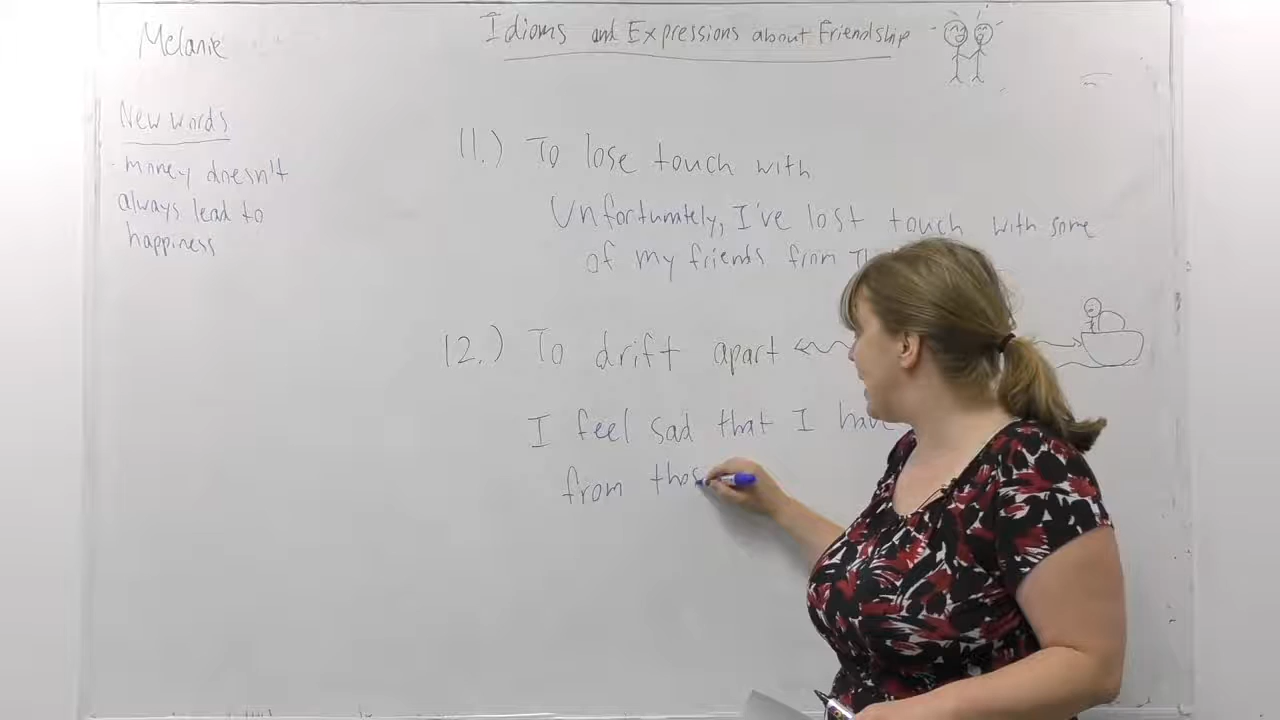 Melanie
Idioms and Expressions about Friendship
New words
- money doesn't
always lead to
happiness
11.) To lose touch with
Unfortunately, I've lost touch with some
of my friends from
12.) To drift apart
I feel sad that I have
from thos